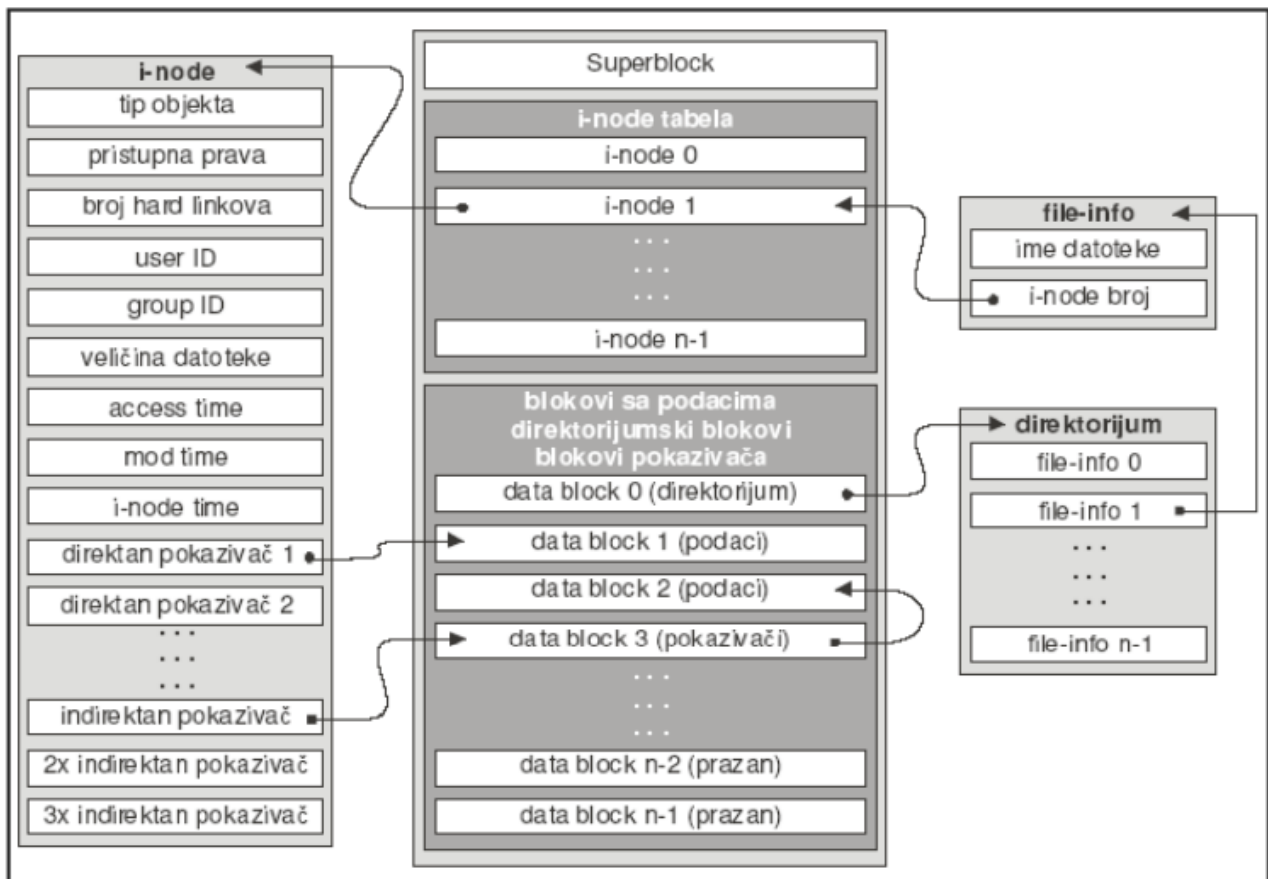 i-node
tip objekta
pristupna prava
broj hard linkova
user ID
group ID
veličina datoteke
access time
mod time
i-node time
direktan pokazivač 1
direktan pokazivač 2
. . .
. . .
. . .
indirektan pokazivač
2x indirektan pokazivač
3x indirektan pokazivač
Superblock
i-node tabela
i-node 0
i-node 1
. . .
. . .
. . .
i-node n-1
blokovi sa podacima
direktorijumski blokovi
blokovi pokazivača
data block 0 (direktorijum)
data block 1 (podaci)
data block 2 (podaci)
data block 3 (pokazivači)
. . .
. . .
. . .
data block n-2 (prazan)
data block n-1 (prazan)
file-info
ime datoteke
i-node broj
direktorijum
file-info 0
file-info 1
. . .
. . .
. . .
file-info n-1